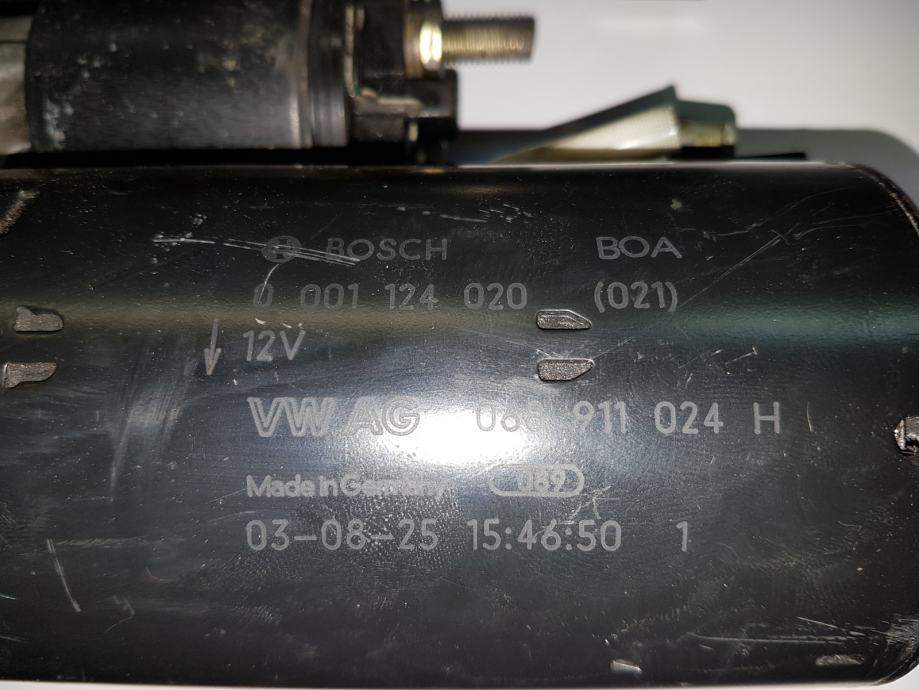 BOSCH BOA
0 001 124 020 (021)
12V
VW AG 068 911 024 H
Made in Germany 089
03-08-25 15:46:50 1